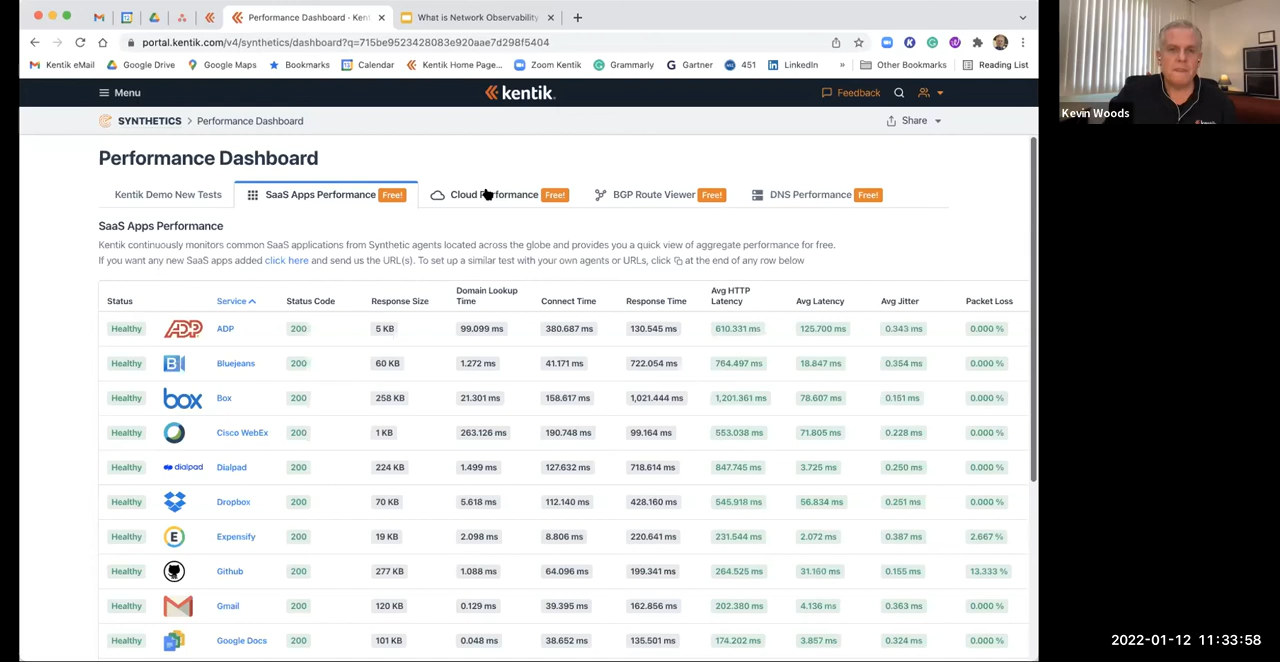 Performance Dashboard · Kent
What is Network Observability
portal.kentik.com/v4/synthetics/dashboard?q=715be9523428083e920aae7d298f5404
Kentik eMail Google Drive Google Maps Bookmarks Calendar Kentik Home Page... Zoom Kentik Grammarly Gartner 451 LinkedIn » Other Bookmarks Reading List
Menu kentik. Feedback
SYNTHETICS > Performance Dashboard Share
Performance Dashboard
Kentik Demo New Tests SaaS Apps Performance Free! Cloud Performance Free! BGP Route Viewer Free! DNS Performance Free!
SaaS Apps Performance
Kentik continuously monitors common SaaS applications from Synthetic agents located across the globe and provides you a quick view of aggregate performance for free.
If you want any new SaaS apps added click here and send us the URL(s). To set up a similar test with your own agents or URLs, click at the end of any row below
Status Service Status Code Response Size Domain Lookup Time Connect Time Response Time Avg HTTP Latency Avg Latency Avg Jitter Packet Loss
Healthy ADP ADP 200 5 KB 99.099 ms 380.687 ms 130.545 ms 610.331 ms 125.700 ms 0.343 ms 0.000 %
Healthy B Bluejeans 200 60 KB 1.272 ms 41.171 ms 722.054 ms 764.497 ms 18.847 ms 0.354 ms 0.000 %
Healthy box Box 200 258 KB 21.301 ms 158.617 ms 1,021.444 ms 1,201.361 ms 78.607 ms 0.151 ms 0.000 %
Healthy Cisco WebEx 200 1 KB 263.126 ms 190.748 ms 99.164 ms 553.038 ms 71.805 ms 0.228 ms 0.000 %
Healthy dialpad Dialpad 200 224 KB 1.499 ms 127.632 ms 718.614 ms 847.745 ms 3.725 ms 0.250 ms 0.000 %
Healthy Dropbox 200 70 KB 5.618 ms 112.140 ms 428.160 ms 545.918 ms 56.834 ms 0.251 ms 0.000 %
Healthy E Expensify 200 19 KB 2.098 ms 8.806 ms 220.641 ms 231.544 ms 2.072 ms 0.387 ms 2.667 %
Healthy Github 200 277 KB 1.088 ms 64.096 ms 199.341 ms 264.525 ms 31.160 ms 0.155 ms 13.333 %
Healthy Gmail 200 120 KB 0.129 ms 39.395 ms 162.856 ms 202.380 ms 4.136 ms 0.363 ms 0.000 %
Healthy Google Docs 200 101 KB 0.048 ms 38.652 ms 135.501 ms 174.202 ms 3.857 ms 0.324 ms 0.000 %
Kevin Woods
2022-01-12 11:33:58